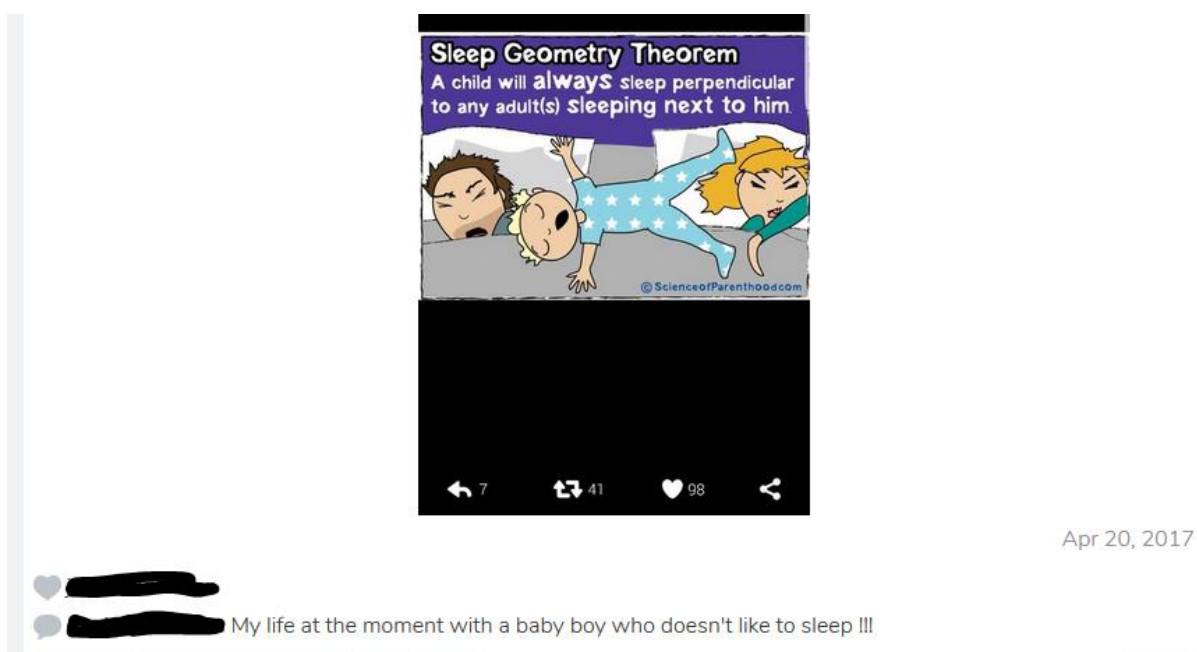 Sleep Geometry Theorem
A child will always sleep perpendicular
to any adult(s) sleeping next to him.
© ScienceofParenthood.com
7 41 98
Apr 20, 2017
My life at the moment with a baby boy who doesn't like to sleep !!!